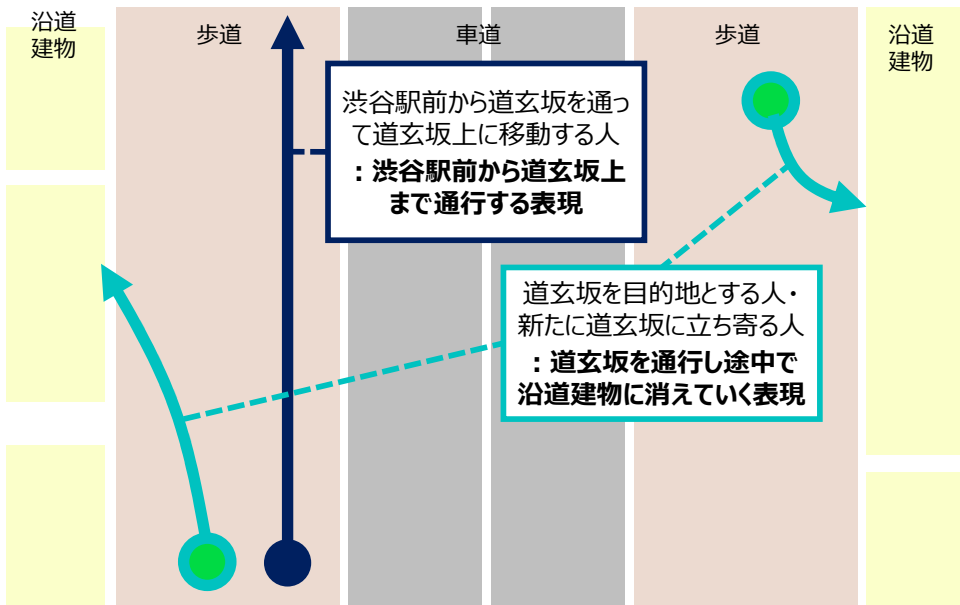 沿道
建物
歩道
車道
歩道
沿道
建物
渋谷駅前から道玄坂を通っ
て道玄坂上に移動する人
：渋谷駅前から道玄坂上
まで通行する表現
道玄坂を目的地とする人・
新たに道玄坂に立ち寄る人
：道玄坂を通行し途中で
沿道建物に消えていく表現